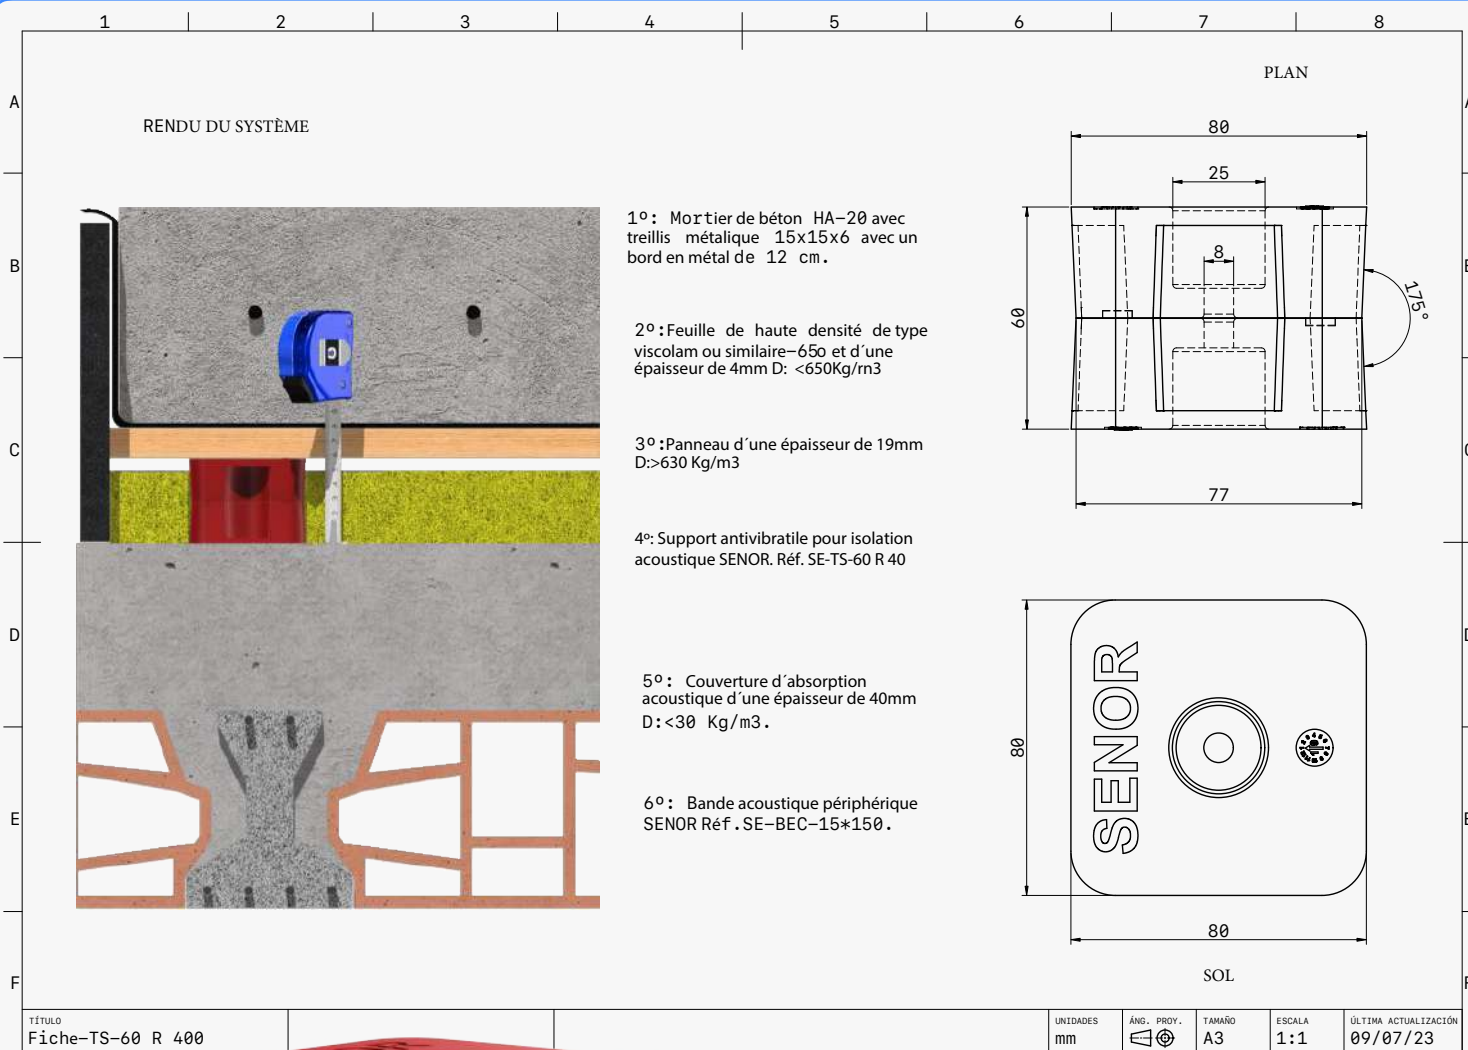 1 2 3 4 5 6 7 8
A
B
C
D
E
F
PLAN
RENDU DU SYSTÈME
1º: Mortier de béton HA-20 avec
treillis métalique 15x15x6 avec un
bord en métal de 12 cm.
2º:Feuille de haute densité de type
viscolam ou similaire-65o et d´une
épaisseur de 4mm D: <650Kg/rn3
3º:Panneau d´une épaisseur de 19mm
D:>630 Kg/m3
4º: Support antivibratile pour isolation
acoustique SENOR. Réf. SE-TS-60 R 40
5º: Couverture d´absorption
acoustique d´une épaisseur de 40mm
D:<30 Kg/m3.
6º: Bande acoustique périphérique
SENOR Réf.SE-BEC-15*150.
80
25
8
60
175°
77
80
SENOR
80
SOL
TÍTULO
Fiche-TS-60 R 400
UNIDADES
mm
ÁNG. PROY.
TAMAÑO
A3
ESCALA
1:1
ÚLTIMA ACTUALIZACIÓN
09/07/23